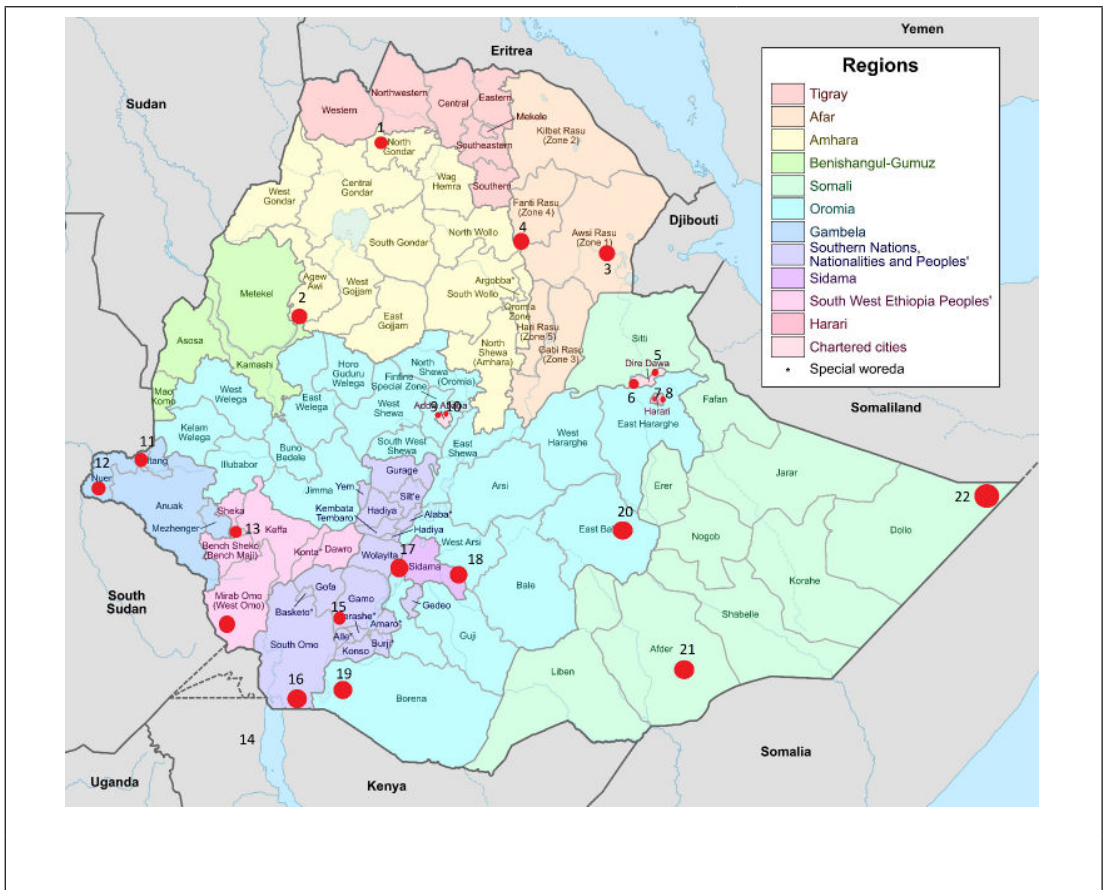 Yemen
Eritrea
Sudan
Regions
Tigray
Afar
Amhara
Benishangul-Gumuz
Somali
Oromia
Gambela
Southern Nations,
Nationalities and Peoples'
Sidama
South West Ethiopia Peoples'
Harari
Chartered cities
* Special woreda
Western
Northwestern
Central
Eastern
Mekele
Southeastern
Southern
Kilbet Rasu
(Zone 2)
1
North
Gondar
Wag
Hemra
West
Gondar
Central
Gondar
Fanti Rasu
(Zone 4)
4
Awsi Rasu
(Zone 1)
3
Djibouti
North Wollo
South Gondar
Argobba*
South Wollo
Oromia
Zone
Hari Rasu
(Zone 5)
Gabi Rasu
(Zone 3)
Metekel
2
Agew
Awi
West
Gojjam
East
Gojjam
North
Shewa
(Amhara)
Asosa
Kamashi
Mao
Komo
Sitti
5
Dire Dawa
6
7
8
Harari
East Hararghe
Fafan
Somaliland
Horo
Guduru
Welega
North
Shewa
(Oromia)
Finfine
Special Zone
West
Welega
East
Welega
West
Shewa
9
10
Kelam
Welega
Buno
Bedele
South West
Shewa
East
Shewa
West
Hararghe
11
Itang
12
Nuer
Illubabor
Jimma
Gurage
Arsi
Jarar
Erer
22
Anuak
Sheka
Yem
Silt'e
Hadiya
Kembata
Tembaro*
Alaba*
Hadiya
20
East Bal
Dollo
Mezhenger
13
Kaffa
Bench Sheko
(Bench Maji)
Konta*
Dawro
Wolayita
17
West Arsi
Sidama
18
Nogob
Bale
Korahe
South
Sudan
Mirab Omo
(West Omo)
Gofa
Gamo
Basketo*
15
erashe*
Amaro*
Alle*
Burji*
Konso
Gedeo
Guji
Shabelle
South Omo
Afder
21
Liben
16
19
Borena
14
Somalia
Uganda
Kenya